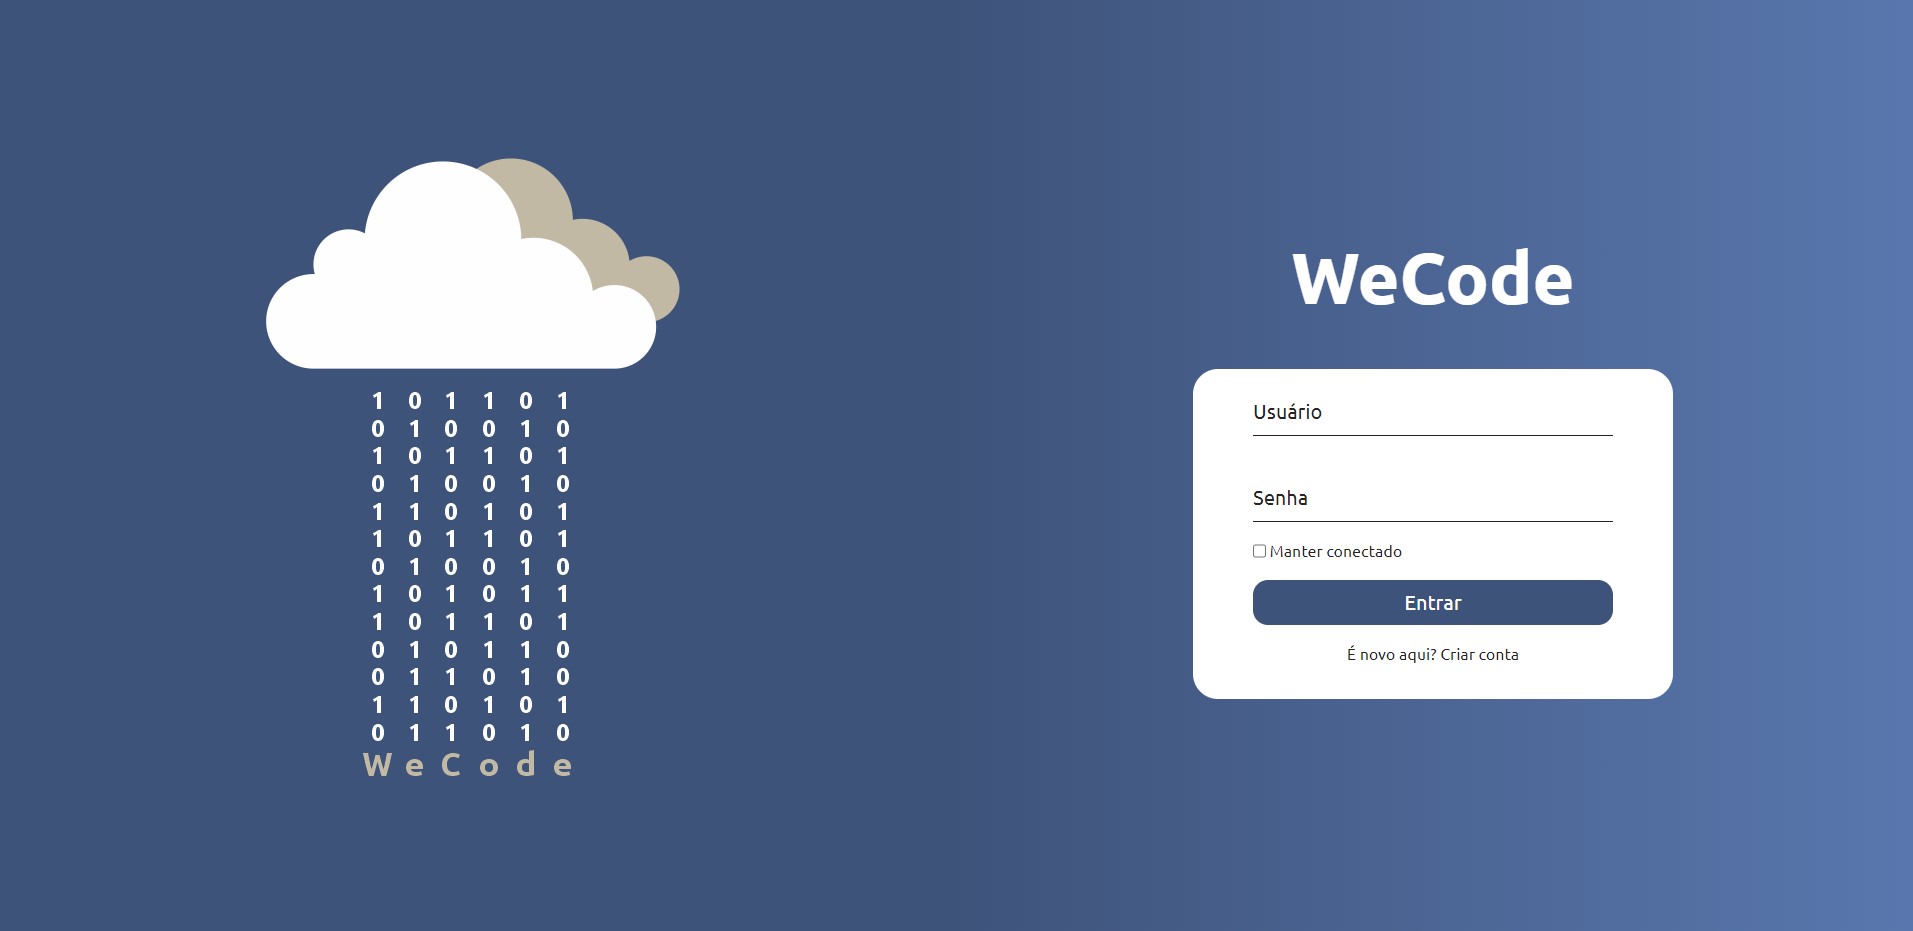 1 0 1 1 0 1
0 1 0 0 1 0
1 0 1 1 0 1
0 1 0 0 1 0
1 1 0 1 0 1
1 0 1 1 0 1
0 1 0 0 1 0
1 0 1 0 1 1
1 0 1 1 0 1
0 1 0 1 1 0
0 1 1 0 1 0
1 1 0 1 0 1
0 1 1 0 1 0
W e C o d e
WeCode
Usuário
Senha
Manter conectado
Entrar
É novo aqui? Criar conta